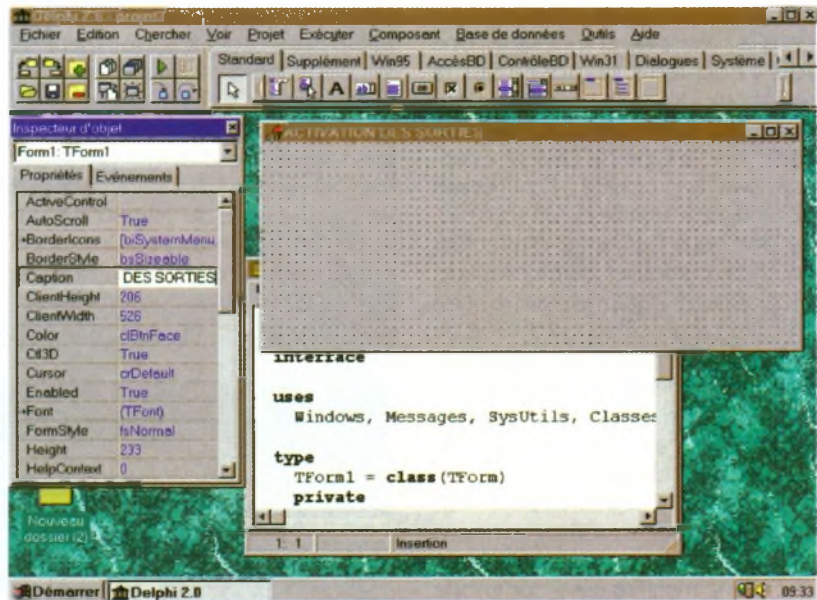 Delphi 2.0 - projet1
Fichier Edition Chercher Voir Projet Exécuter Composant Base de données Outils Aide
Standard Supplément Win95 AccèsBD ContrôleBD Win31 Dialogues Système
Inspecteur d'objet
Form1: TForm1
Propriétés Evénements
ActiveControl
AutoScroll True
+BorderIcons [biSystemMenu,
BorderStyle bsSizeable
Caption DES SORTIES
ClientHeight 206
ClientWidth 526
Color clBtnFace
Ctl3D True
Cursor crDefault
Enabled True
+Font (TFont)
FormStyle fsNormal
Height 233
HelpContext 0
ACTIVATION DES SORTIES
interface
uses
Windows, Messages, SysUtils, Classes
type
TForm1 = class(TForm)
private
1: 1 Insertion
Nouveau
dossier (2)
Démarrer Delphi 2.0 09:33